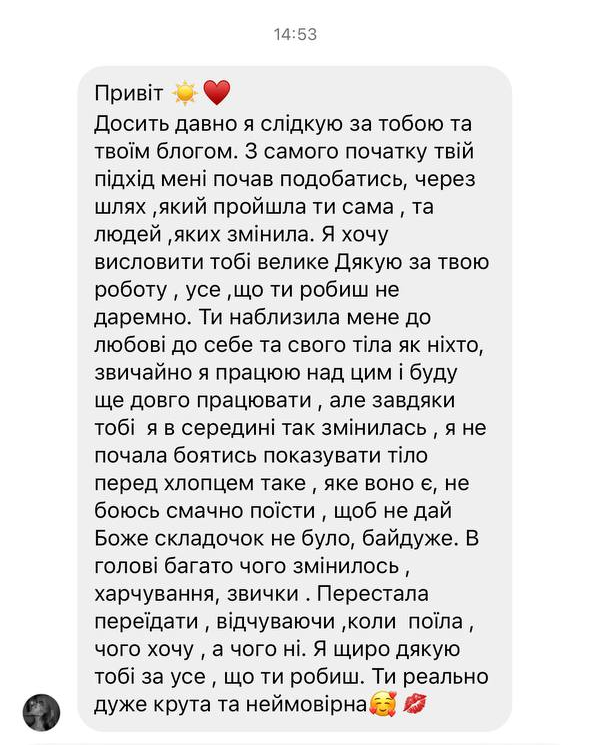 14:53
Привіт ☀️❤️
Досить давно я слідкую за тобою та
твоїм блогом. З самого початку твій
підхід мені почав подобатись, через
шлях ,який пройшла ти сама , та
людей ,яких змінила. Я хочу
висловити тобі велике Дякую за твою
роботу , усе ,що ти робиш не
даремно. Ти наблизила мене до
любові до себе та свого тіла як ніхто,
звичайно я працюю над цим і буду
ще довго працювати , але завдяки
тобі  я в середині так змінилась , я не
почала боятись показувати тіло
перед хлопцем таке , яке воно є, не
боюсь смачно поїсти , щоб не дай
Боже складочок не було, байдуже. В
голові багато чого змінилось ,
харчування, звички . Перестала
переїдати , відчуваючи ,коли  поїла ,
чого хочу , а чого ні. Я щиро дякую
тобі за усе , що ти робиш. Ти реально
дуже крута та неймовірна🥰 💋